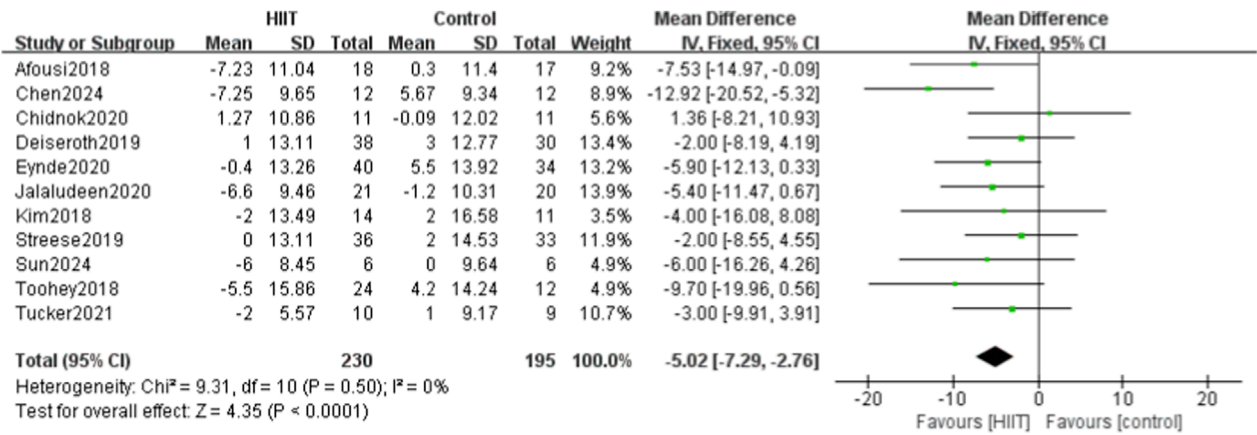 HIIT Control Mean Difference Mean Difference
Study or Subgroup Mean SD Total Mean SD Total Weight IV, Fixed, 95% CI IV, Fixed, 95% CI
Afousi2018 -7.23 11.04 18 0.3 11.4 17 9.2% -7.53 [-14.97, -0.09]
Chen2024 -7.25 9.65 12 5.67 9.34 12 8.9% -12.92 [-20.52, -5.32]
Chidnok2020 1.27 10.86 11 -0.09 12.02 11 5.6% 1.36 [-8.21, 10.93]
Deiseroth2019 1 13.11 38 3 12.77 30 13.4% -2.00 [-8.19, 4.19]
Eynde2020 -0.4 13.26 40 5.5 13.92 34 13.2% -5.90 [-12.13, 0.33]
Jalaludeen2020 -6.6 9.46 21 -1.2 10.31 20 13.9% -5.40 [-11.47, 0.67]
Kim2018 -2 13.49 14 2 16.58 11 3.5% -4.00 [-16.08, 8.08]
Streese2019 0 13.11 36 2 14.53 33 11.9% -2.00 [-8.55, 4.55]
Sun2024 -6 8.45 6 0 9.64 6 4.9% -6.00 [-16.26, 4.26]
Toohey2018 -5.5 15.86 24 4.2 14.24 12 4.9% -9.70 [-19.96, 0.56]
Tucker2021 -2 5.57 10 1 9.17 9 10.7% -3.00 [-9.91, 3.91]
Total (95% CI) 230 195 100.0% -5.02 [-7.29, -2.76]
Heterogeneity: Chi² = 9.31, df = 10 (P = 0.50); I² = 0%
Test for overall effect: Z = 4.35 (P < 0.0001)
-20 -10 0 10 20
Favours [HIIT] Favours [control]